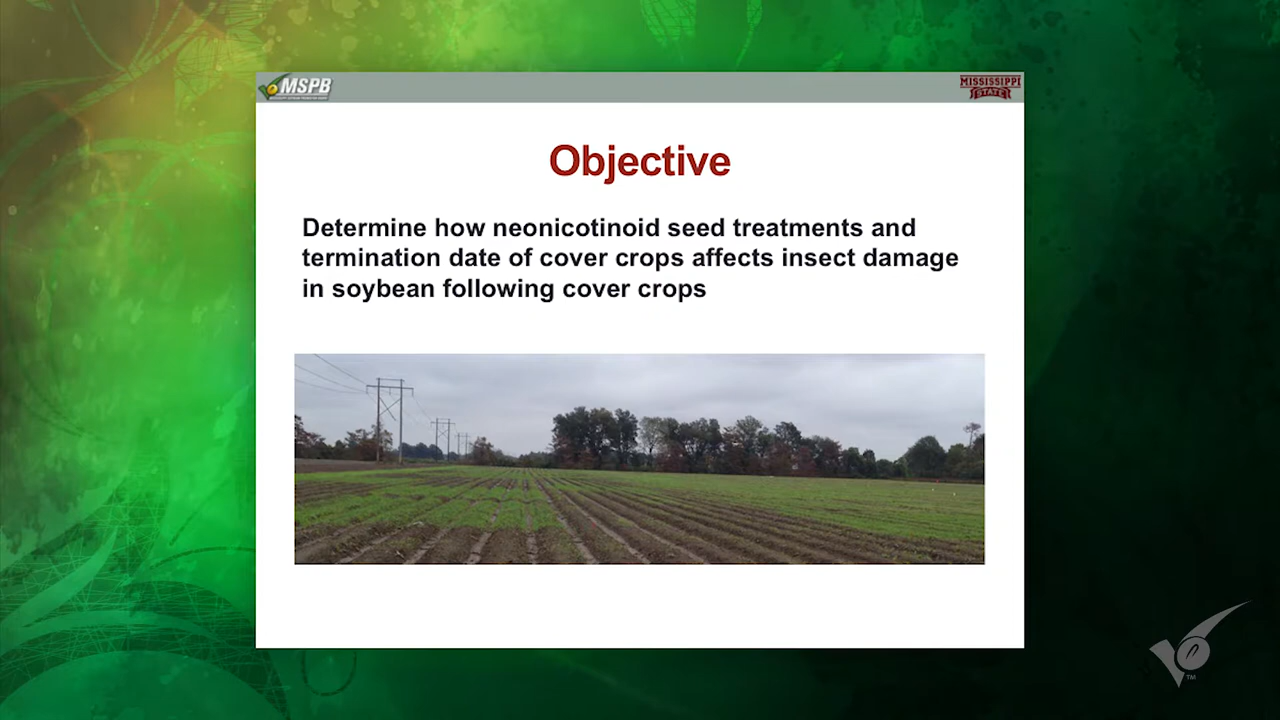 MSPB
MISSISSIPPI
STATE
Objective
Determine how neonicotinoid seed treatments and
termination date of cover crops affects insect damage
in soybean following cover crops
TM